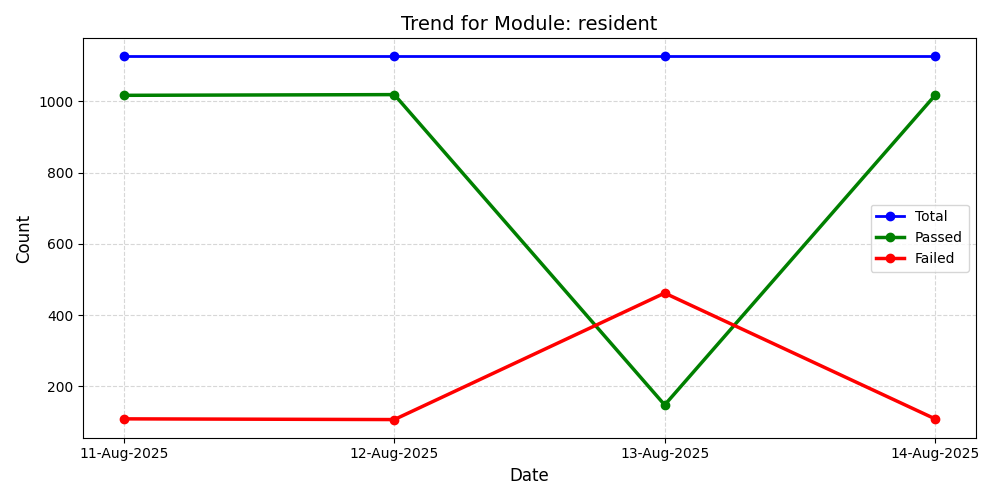 Trend for Module: resident
Count
1000
800
600
400
200
Total
Passed
Failed
11-Aug-2025
12-Aug-2025
13-Aug-2025
14-Aug-2025
Date